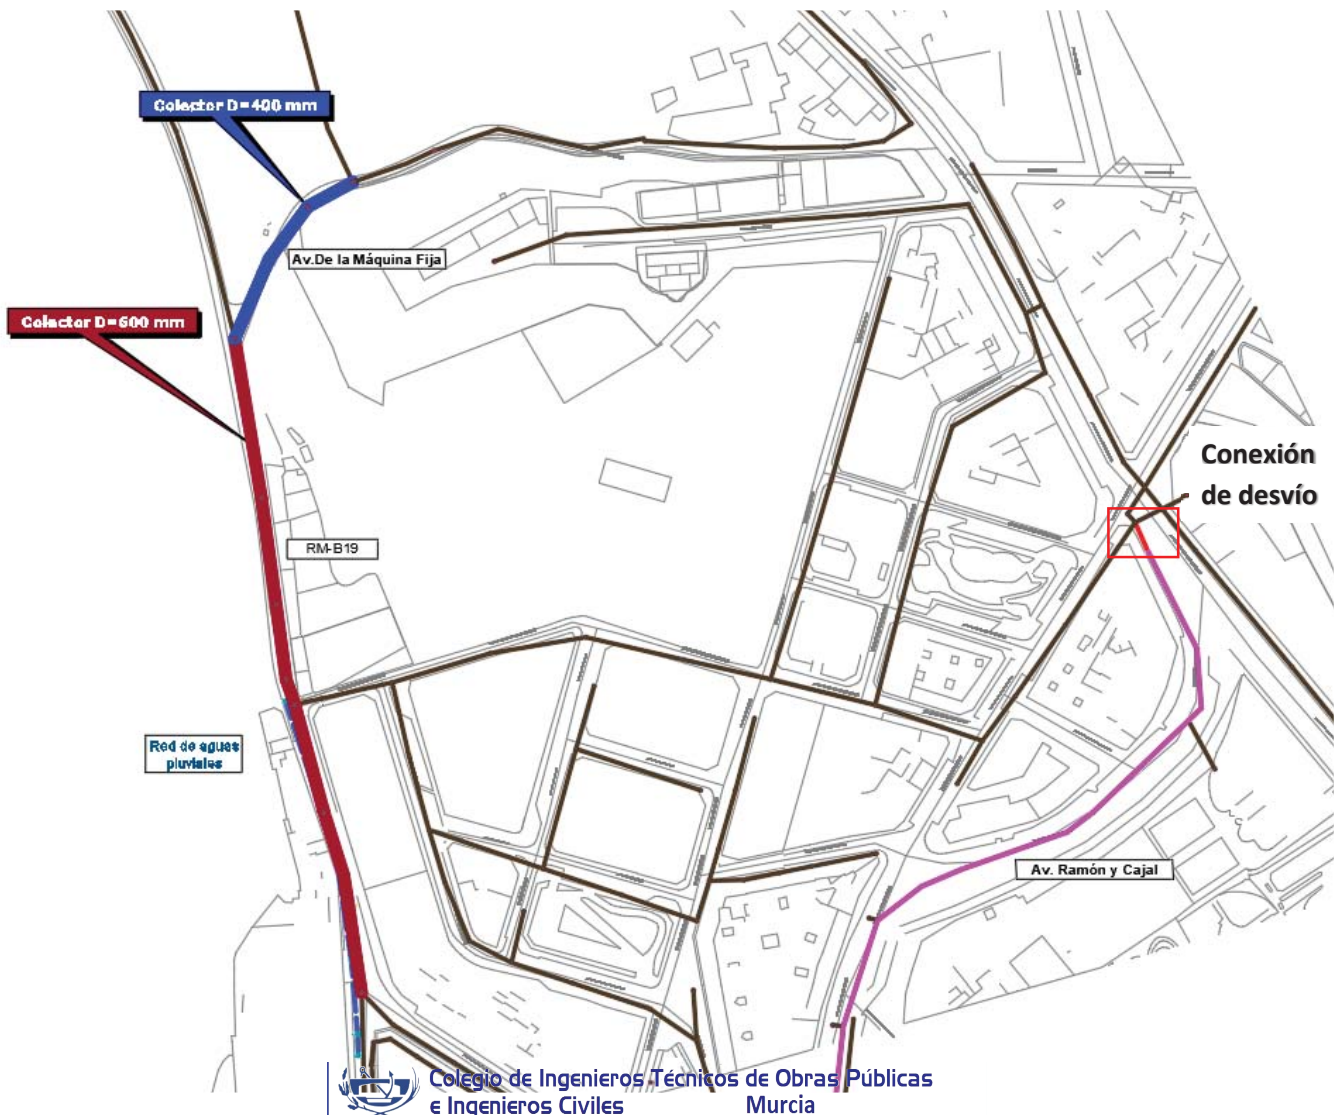 Colector D=400 mm
Av.De la Máquina Fija
Colector D=600 mm
Conexión
de desvío
RM-B19
Red de aguas
pluviales
Av. Ramón y Cajal
Colegio de Ingenieros Técnicos de Obras Públicas
e Ingenieros Civiles Murcia